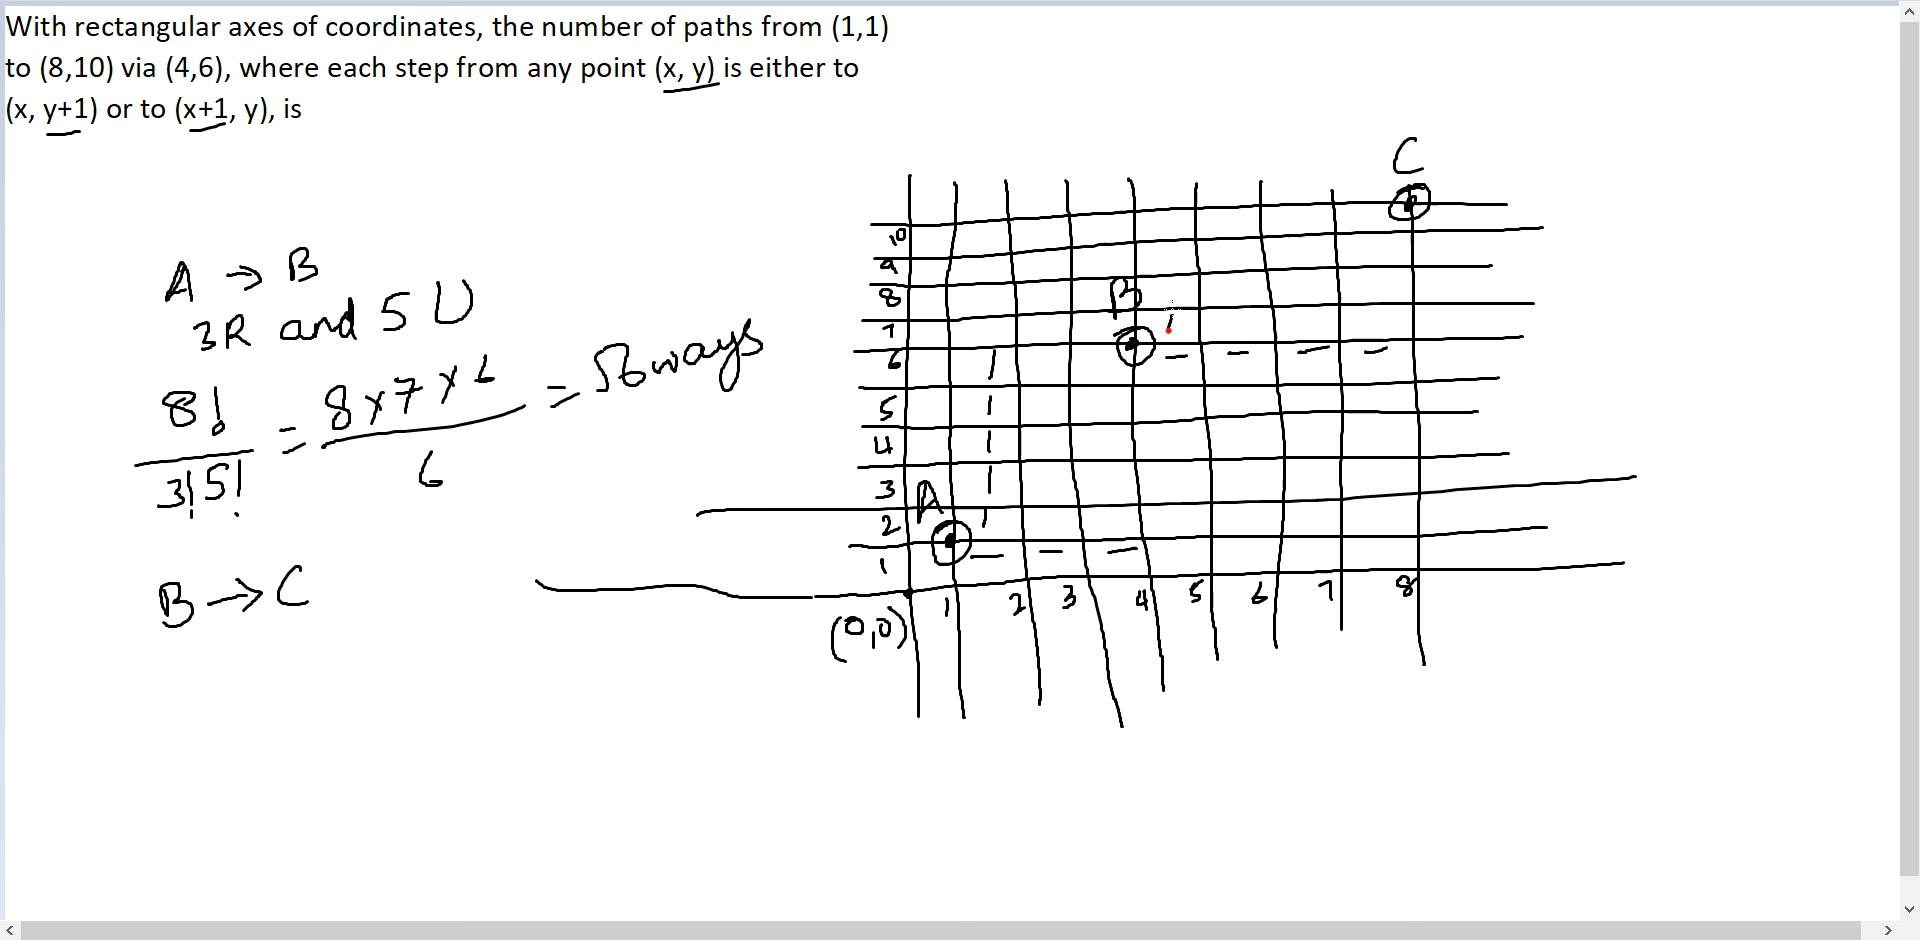 With rectangular axes of coordinates, the number of paths from (1,1)
to (8,10) via (4,6), where each step from any point (x, y) is either to
(x, y+1) or to (x+1, y), is
A → B
3R and 5 U
8! / 3!5! = 8 x 7 x 6 / 6 = 56 ways
B → C
C
10
9
8
B
7
6
5
4
3
A
2
1
(0,0) 1 2 3 4 5 6 7 8